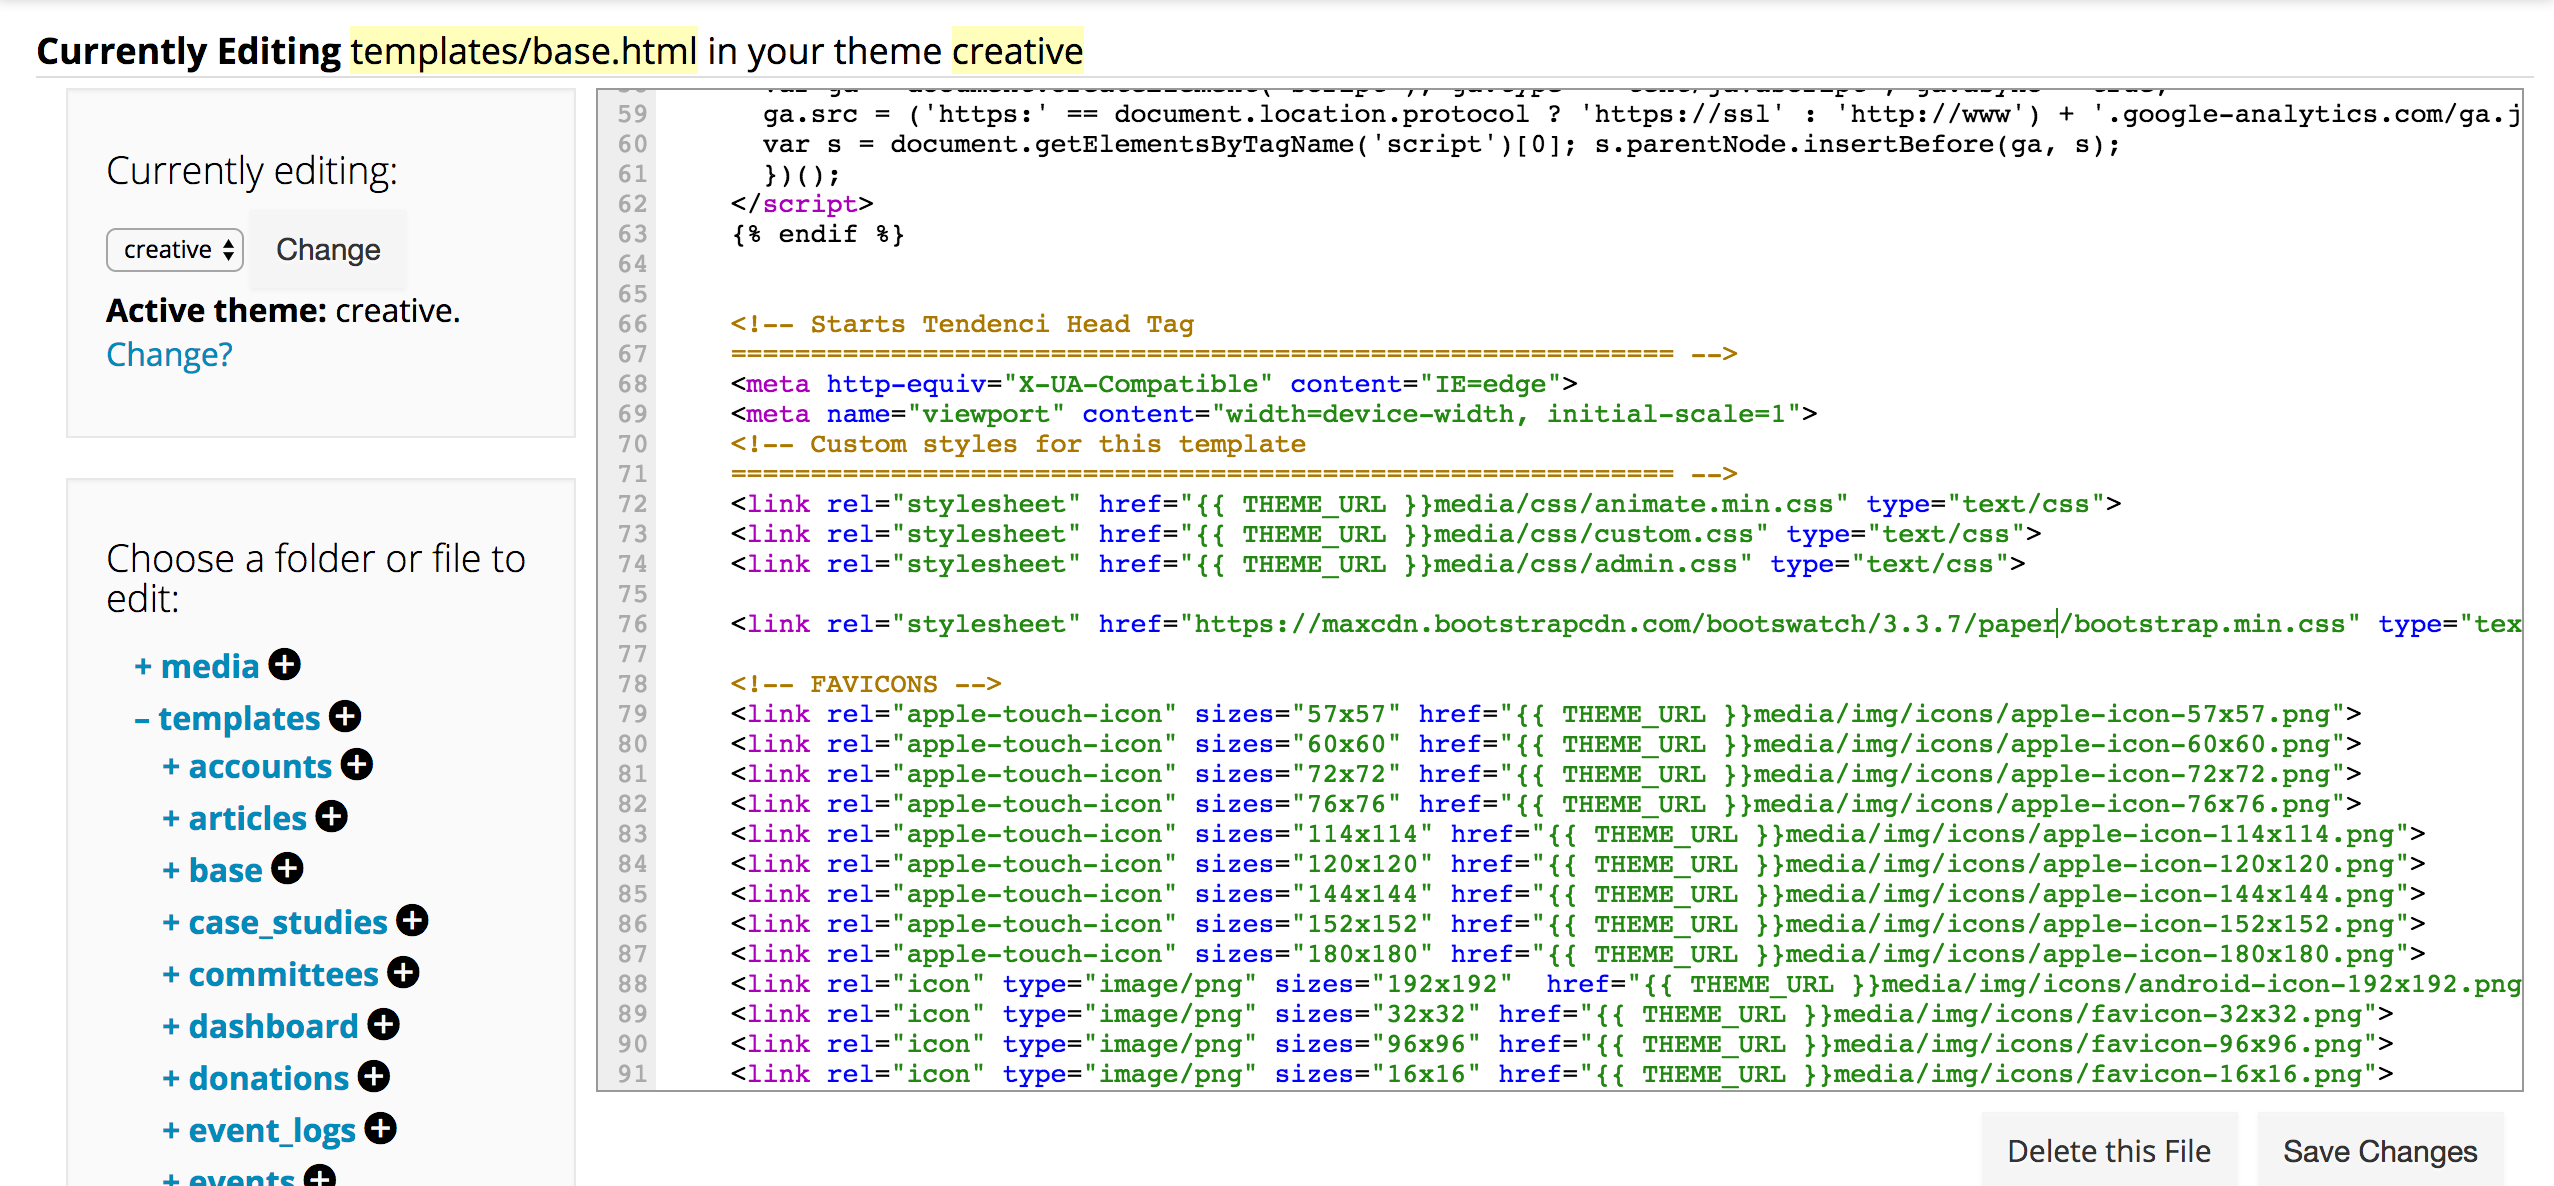 Currently Editing templates/base.html in your theme creative
Currently editing:
creative Change
Active theme: creative.
Change?
Choose a folder or file to
edit:
+ media
– templates
+ accounts
+ articles
+ base
+ case_studies
+ committees
+ dashboard
+ donations
+ event_logs
+ events
59 ga.src = ('https:' == document.location.protocol ? 'https://ssl' : 'http://www') + '.google-analytics.com/ga.j
60 var s = document.getElementsByTagName('script')[0]; s.parentNode.insertBefore(ga, s);
61 })();
62 </script>
63 {% endif %}
64
65
66 <!-- Starts Tendenci Head Tag
67 =========================================================== -->
68 <meta http-equiv="X-UA-Compatible" content="IE=edge">
69 <meta name="viewport" content="width=device-width, initial-scale=1">
70 <!-- Custom styles for this template
71 =========================================================== -->
72 <link rel="stylesheet" href="{{ THEME_URL }}media/css/animate.min.css" type="text/css">
73 <link rel="stylesheet" href="{{ THEME_URL }}media/css/custom.css" type="text/css">
74 <link rel="stylesheet" href="{{ THEME_URL }}media/css/admin.css" type="text/css">
75
76 <link rel="stylesheet" href="https://maxcdn.bootstrapcdn.com/bootswatch/3.3.7/paper/bootstrap.min.css" type="tex
77
78 <!-- FAVICONS -->
79 <link rel="apple-touch-icon" sizes="57x57" href="{{ THEME_URL }}media/img/icons/apple-icon-57x57.png">
80 <link rel="apple-touch-icon" sizes="60x60" href="{{ THEME_URL }}media/img/icons/apple-icon-60x60.png">
81 <link rel="apple-touch-icon" sizes="72x72" href="{{ THEME_URL }}media/img/icons/apple-icon-72x72.png">
82 <link rel="apple-touch-icon" sizes="76x76" href="{{ THEME_URL }}media/img/icons/apple-icon-76x76.png">
83 <link rel="apple-touch-icon" sizes="114x114" href="{{ THEME_URL }}media/img/icons/apple-icon-114x114.png">
84 <link rel="apple-touch-icon" sizes="120x120" href="{{ THEME_URL }}media/img/icons/apple-icon-120x120.png">
85 <link rel="apple-touch-icon" sizes="144x144" href="{{ THEME_URL }}media/img/icons/apple-icon-144x144.png">
86 <link rel="apple-touch-icon" sizes="152x152" href="{{ THEME_URL }}media/img/icons/apple-icon-152x152.png">
87 <link rel="apple-touch-icon" sizes="180x180" href="{{ THEME_URL }}media/img/icons/apple-icon-180x180.png">
88 <link rel="icon" type="image/png" sizes="192x192"  href="{{ THEME_URL }}media/img/icons/android-icon-192x192.png
89 <link rel="icon" type="image/png" sizes="32x32" href="{{ THEME_URL }}media/img/icons/favicon-32x32.png">
90 <link rel="icon" type="image/png" sizes="96x96" href="{{ THEME_URL }}media/img/icons/favicon-96x96.png">
91 <link rel="icon" type="image/png" sizes="16x16" href="{{ THEME_URL }}media/img/icons/favicon-16x16.png">
Delete this File Save Changes